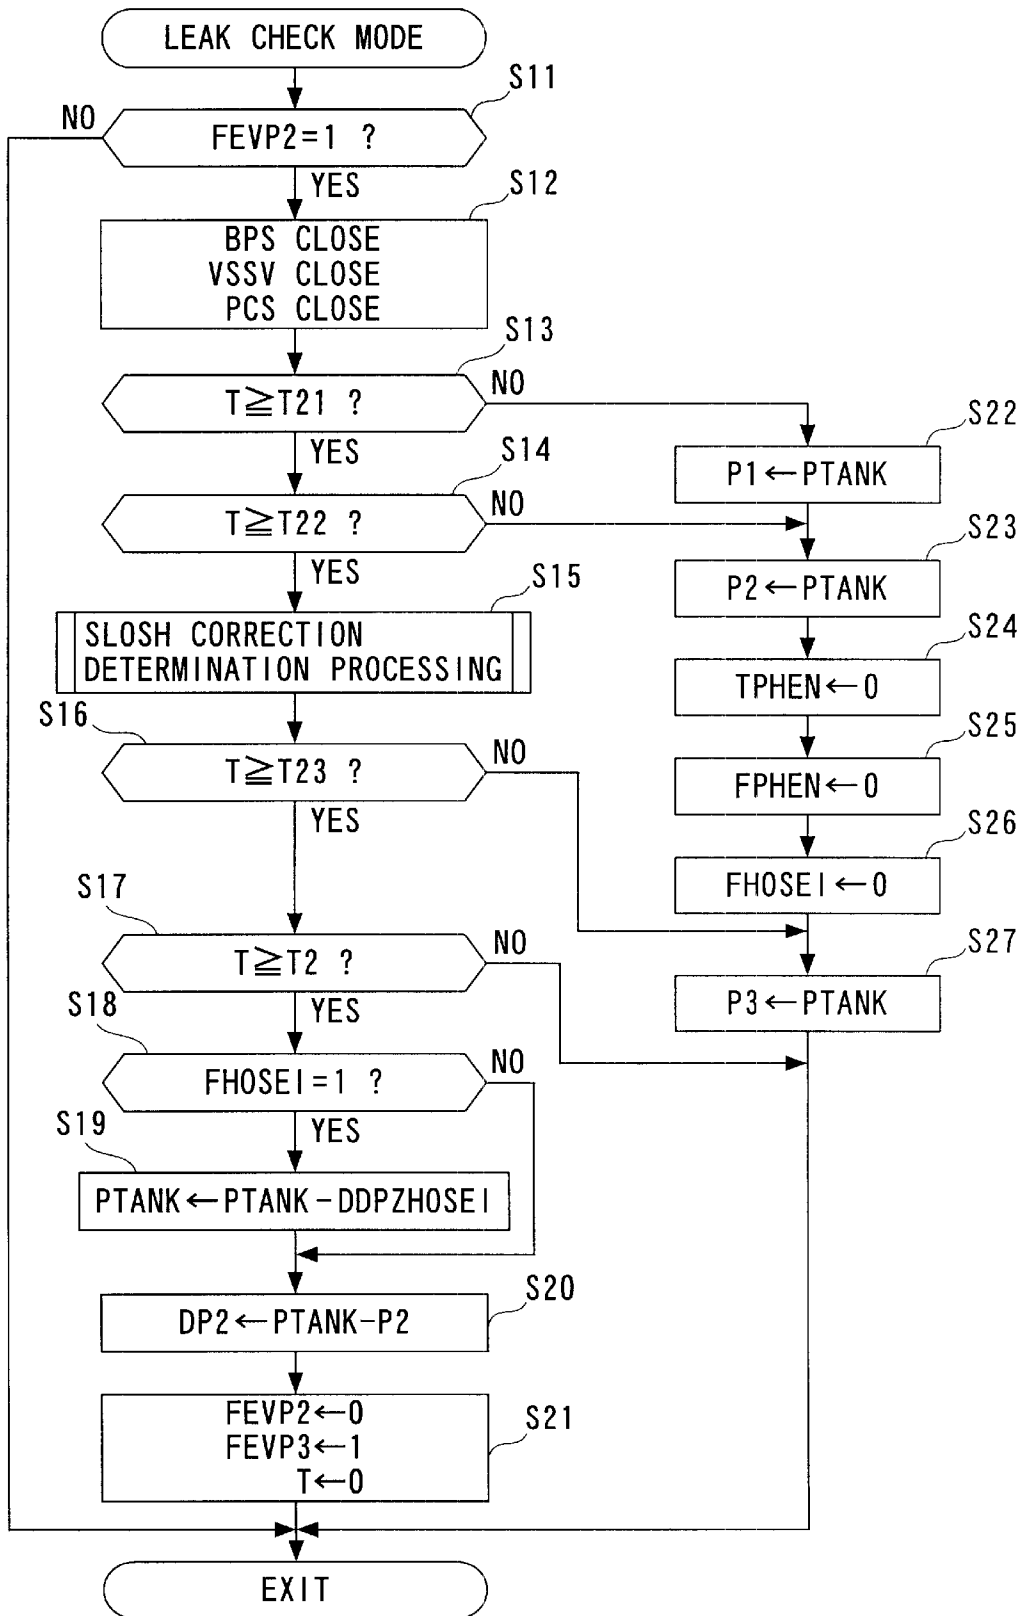 LEAK CHECK MODE
S11
NO
FEVP2=1 ?
YES
S12
BPS CLOSE
VSSV CLOSE
PCS CLOSE
S13
T≧T21 ?
NO
YES
S22
P1←PTANK
S14
T≧T22 ?
NO
YES
S23
P2←PTANK
S15
SLOSH CORRECTION
DETERMINATION PROCESSING
S24
TPHEN←0
S16
T≧T23 ?
NO
YES
S25
FPHEN←0
S26
FHOSEI←0
S17
T≧T2 ?
NO
YES
S27
P3←PTANK
S18
FHOSEI=1 ?
NO
YES
S19
PTANK←PTANK-DDPZHOSEI
S20
DP2←PTANK-P2
S21
FEVP2←0
FEVP3←1
T←0
EXIT